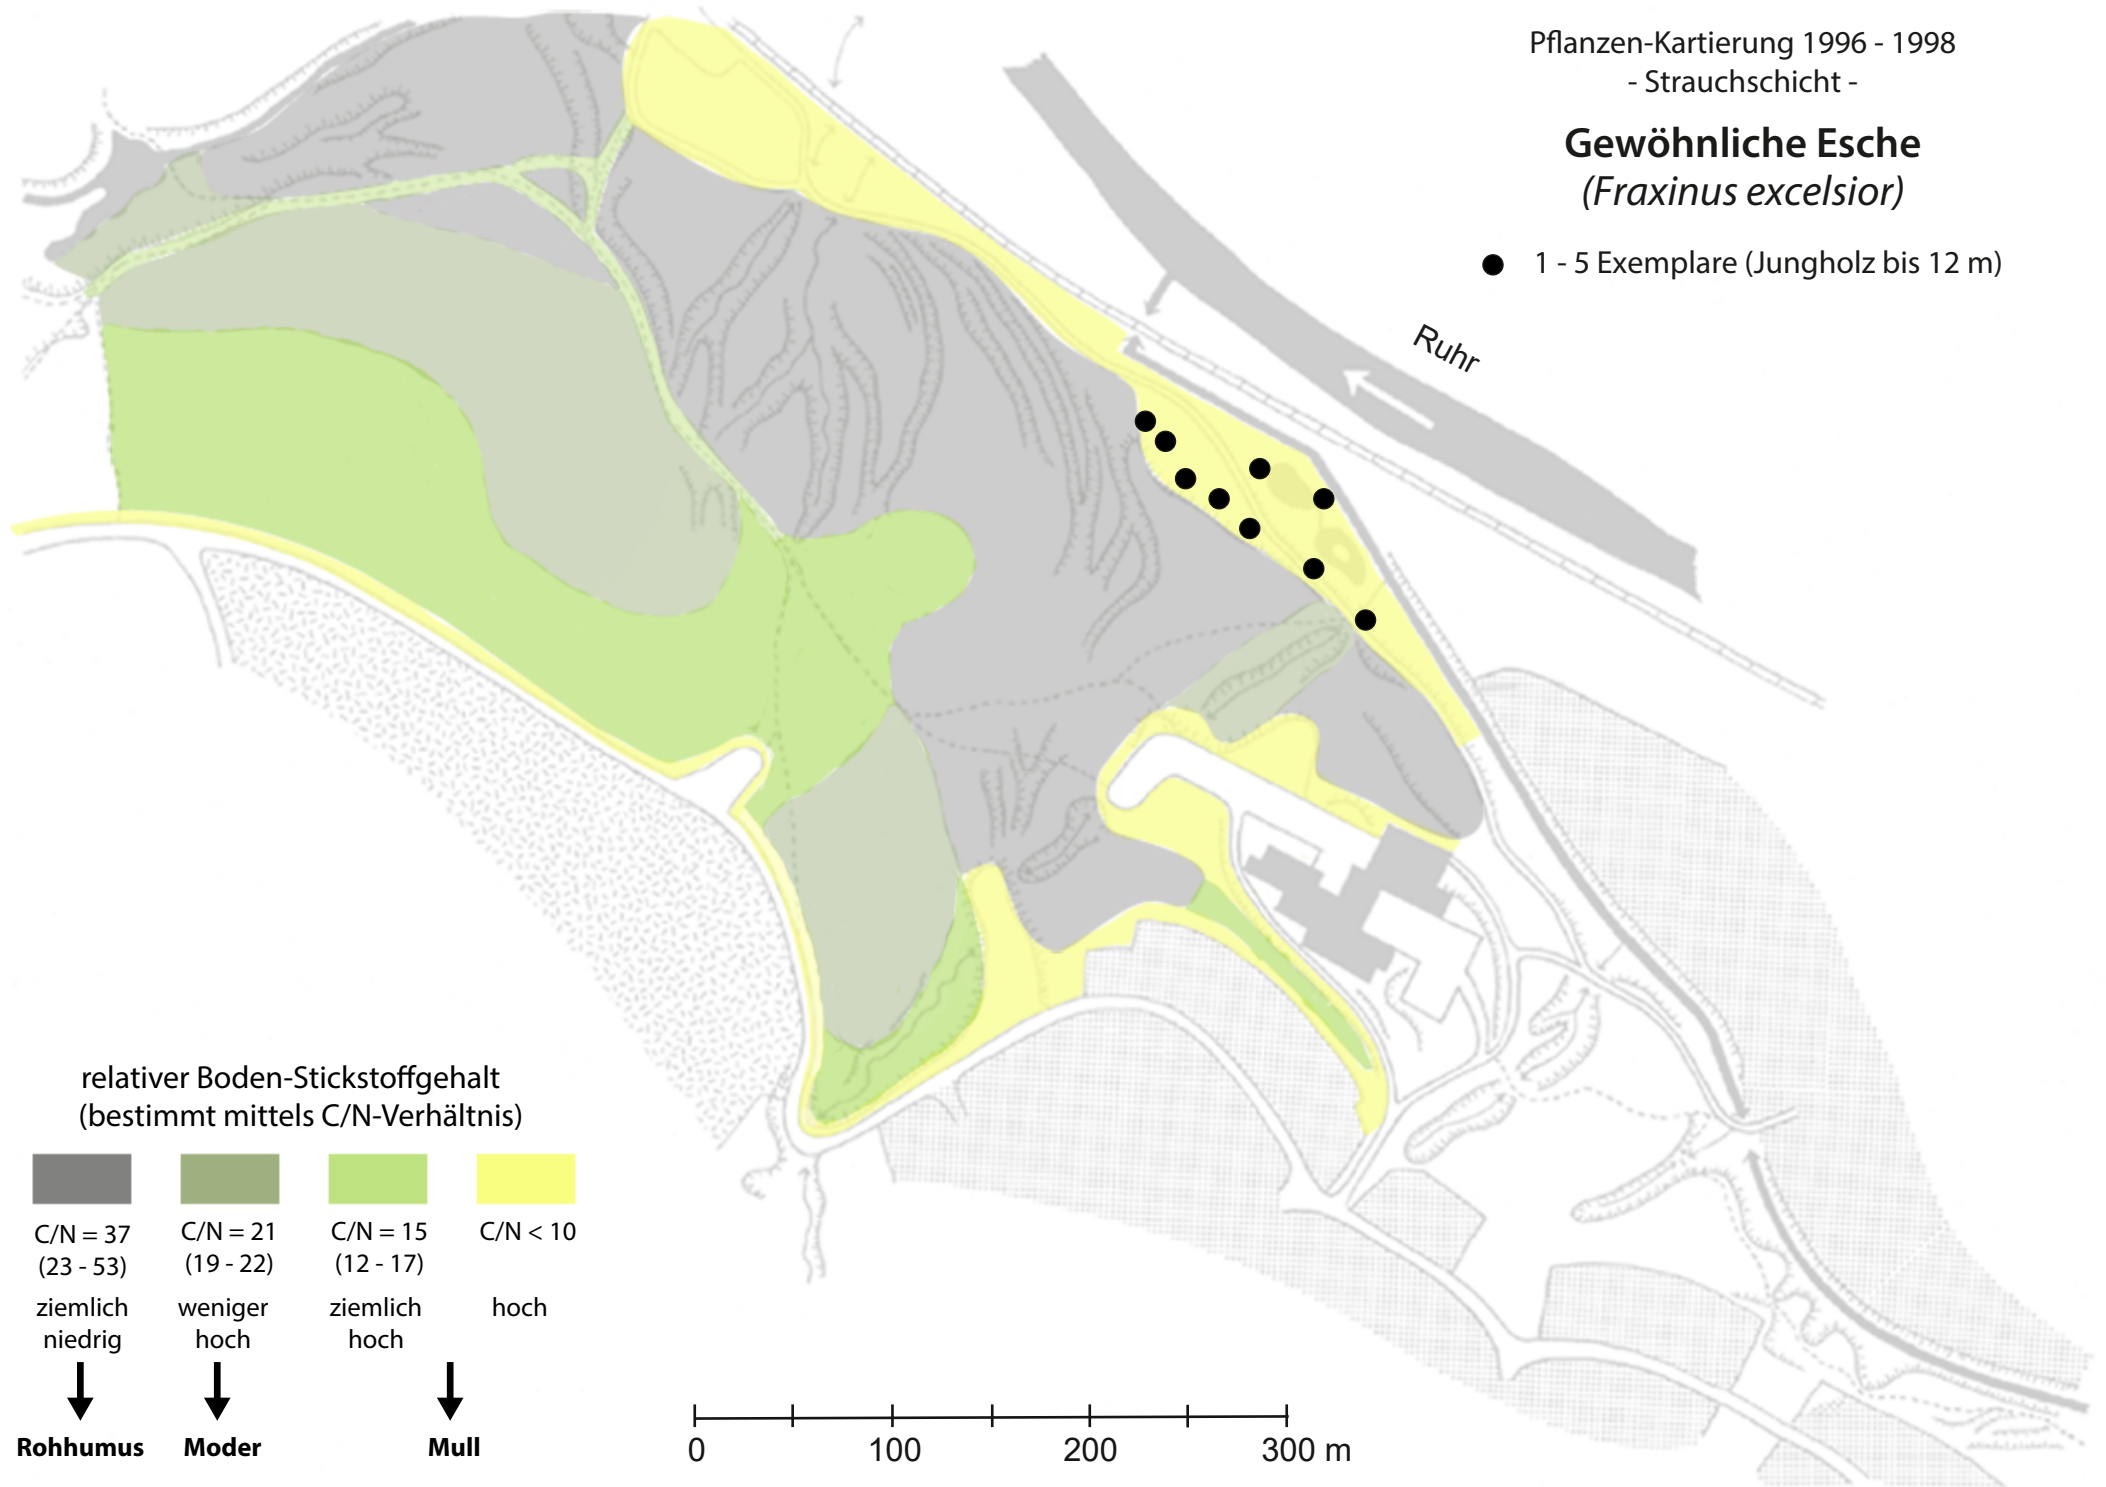 Pflanzen-Kartierung 1996 - 1998
- Strauchschicht -
Gewöhnliche Esche
(Fraxinus excelsior)
1 - 5 Exemplare (Jungholz bis 12 m)
Ruhr
relativer Boden-Stickstoffgehalt
(bestimmt mittels C/N-Verhältnis)
C/N = 37 C/N = 21 C/N = 15 C/N < 10
(23 - 53) (19 - 22) (12 - 17)
ziemlich weniger ziemlich hoch
niedrig hoch hoch
Rohhumus Moder Mull
0 100 200 300 m